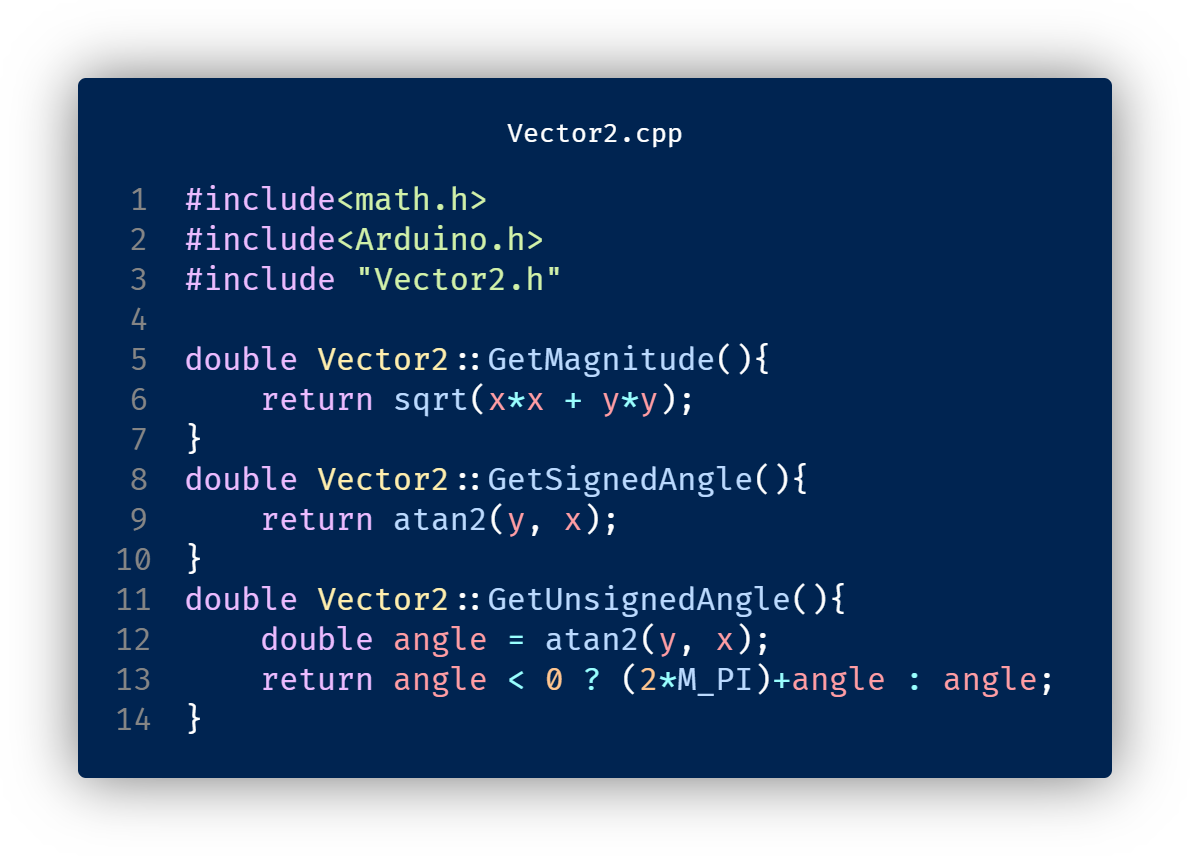 Vector2.cpp
1 #include<math.h>
2 #include<Arduino.h>
3 #include "Vector2.h"
4
5 double Vector2::GetMagnitude(){
6     return sqrt(x*x + y*y);
7 }
8 double Vector2::GetSignedAngle(){
9     return atan2(y, x);
10 }
11 double Vector2::GetUnsignedAngle(){
12     double angle = atan2(y, x);
13     return angle < 0 ? (2*M_PI)+angle : angle;
14 }